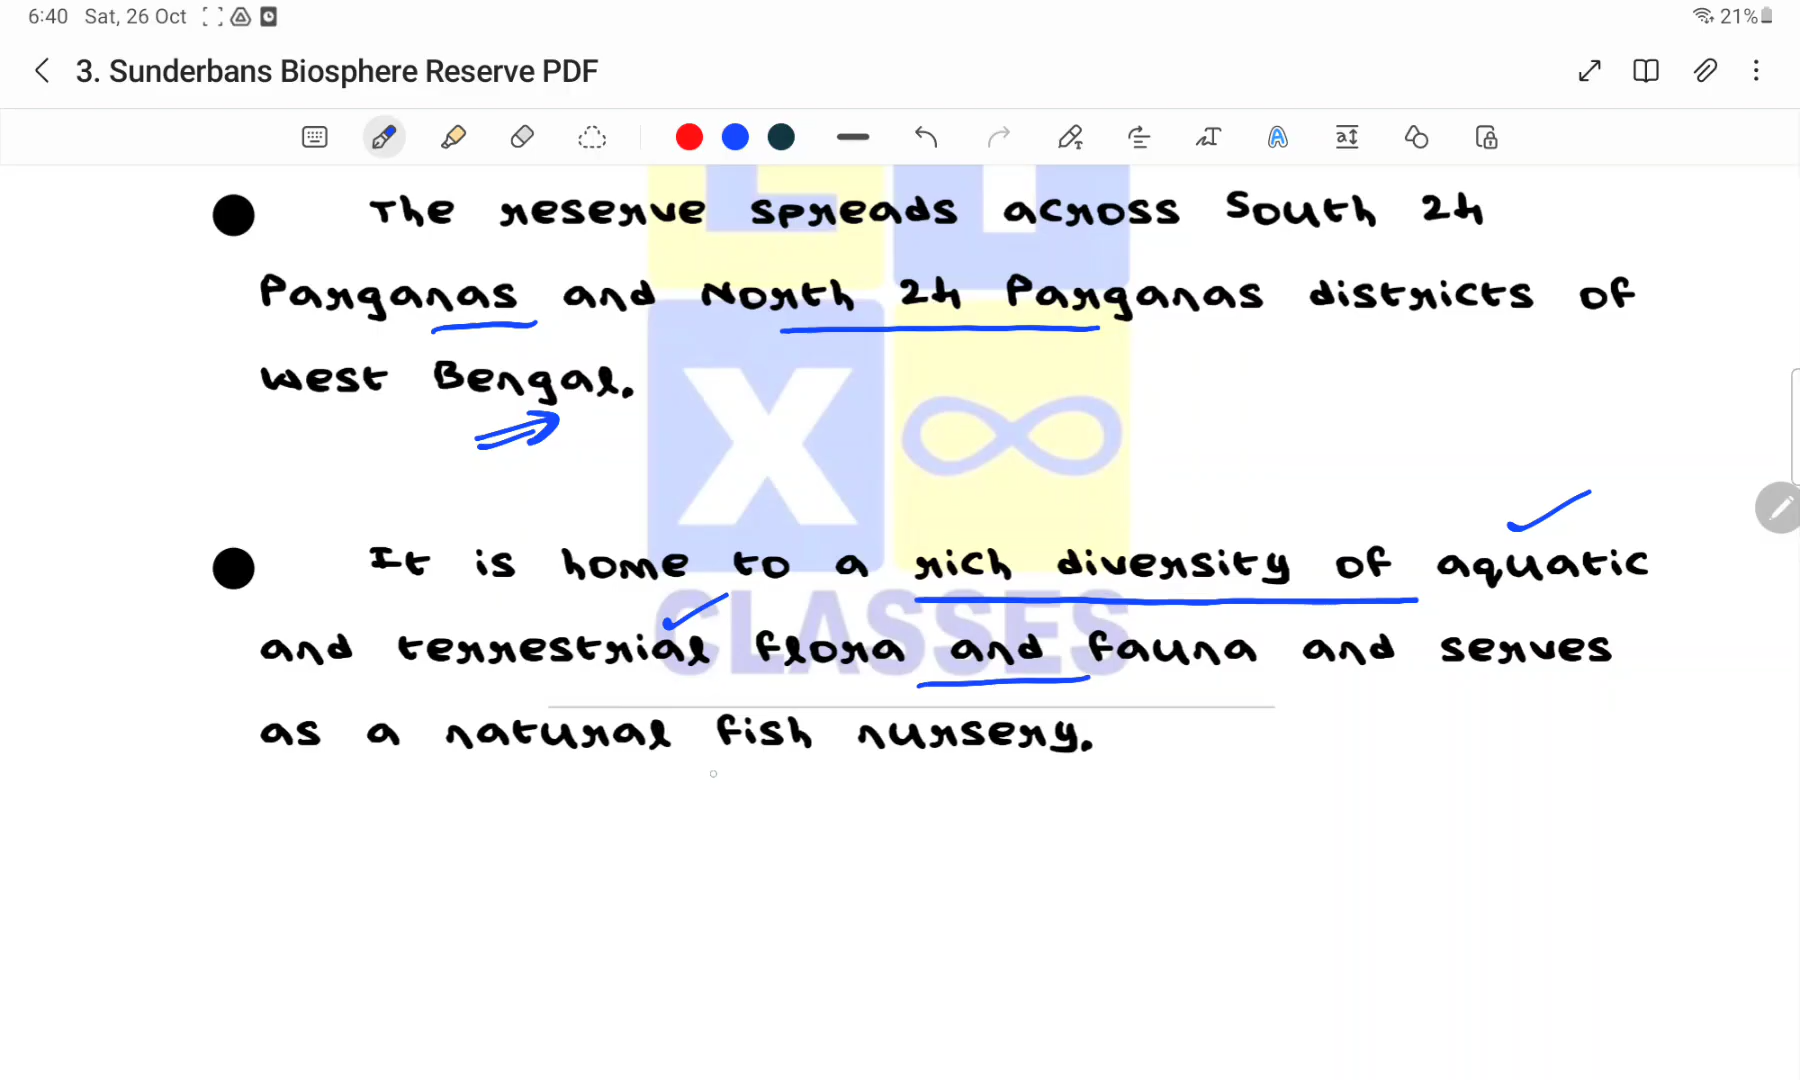 6:40 Sat, 26 Oct 21%
3. Sunderbans Biosphere Reserve PDF
The reserve spreads across South 24
Parganas and North 24 Parganas districts of
West Bengal.
X ∞
It is home to a rich diversity of aquatic
CLASSES
and terrestrial flora and fauna and serves
as a natural fish nursery.